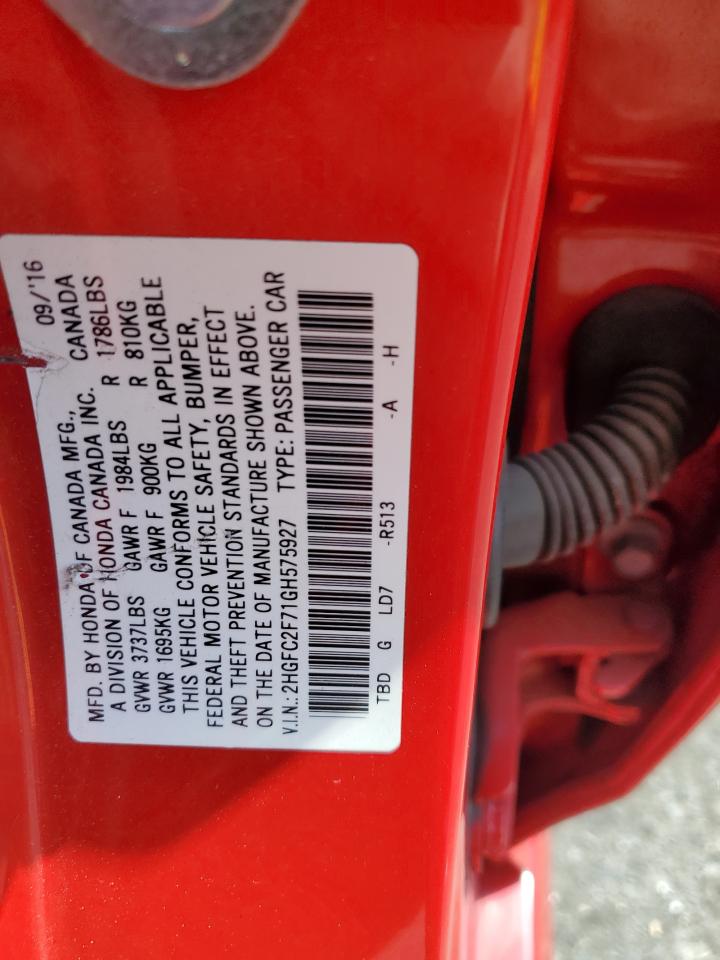 MFD. BY HONDA OF CANADA MFG., 09/'16
A DIVISION OF HONDA CANADA INC. CANADA
GVWR 3737LBS GAWR F 1984LBS R 1786LBS
GVWR 1695KG GAWR F 900KG R 810KG
THIS VEHICLE CONFORMS TO ALL APPLICABLE
FEDERAL MOTOR VEHICLE SAFETY, BUMPER,
AND THEFT PREVENTION STANDARDS IN EFFECT
ON THE DATE OF MANUFACTURE SHOWN ABOVE.
V.I.N.:2HGFC2F71GH575927 TYPE: PASSENGER CAR
TBD G LD7 -R513 -A -H